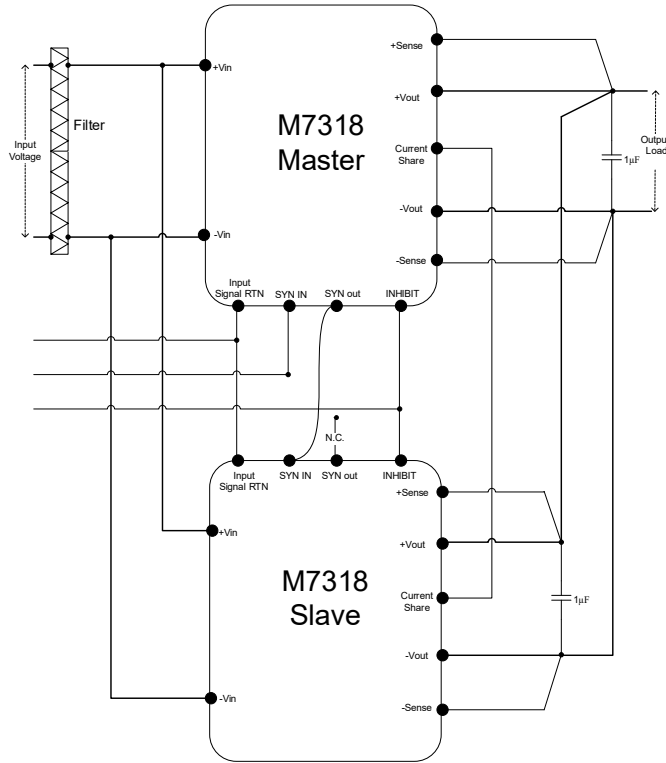 +Sense
+Vin
Filter
+Vout
Input
Voltage
M7318
Master
Current
Share
1μF
Output
Load
-Vout
-Vin
-Sense
Input
Signal RTN
SYN IN
SYN out
INHIBIT
N.C.
Input
Signal RTN
SYN IN
SYN out
INHIBIT
+Sense
+Vin
+Vout
M7318
Slave
Current
Share
1μF
-Vout
-Vin
-Sense